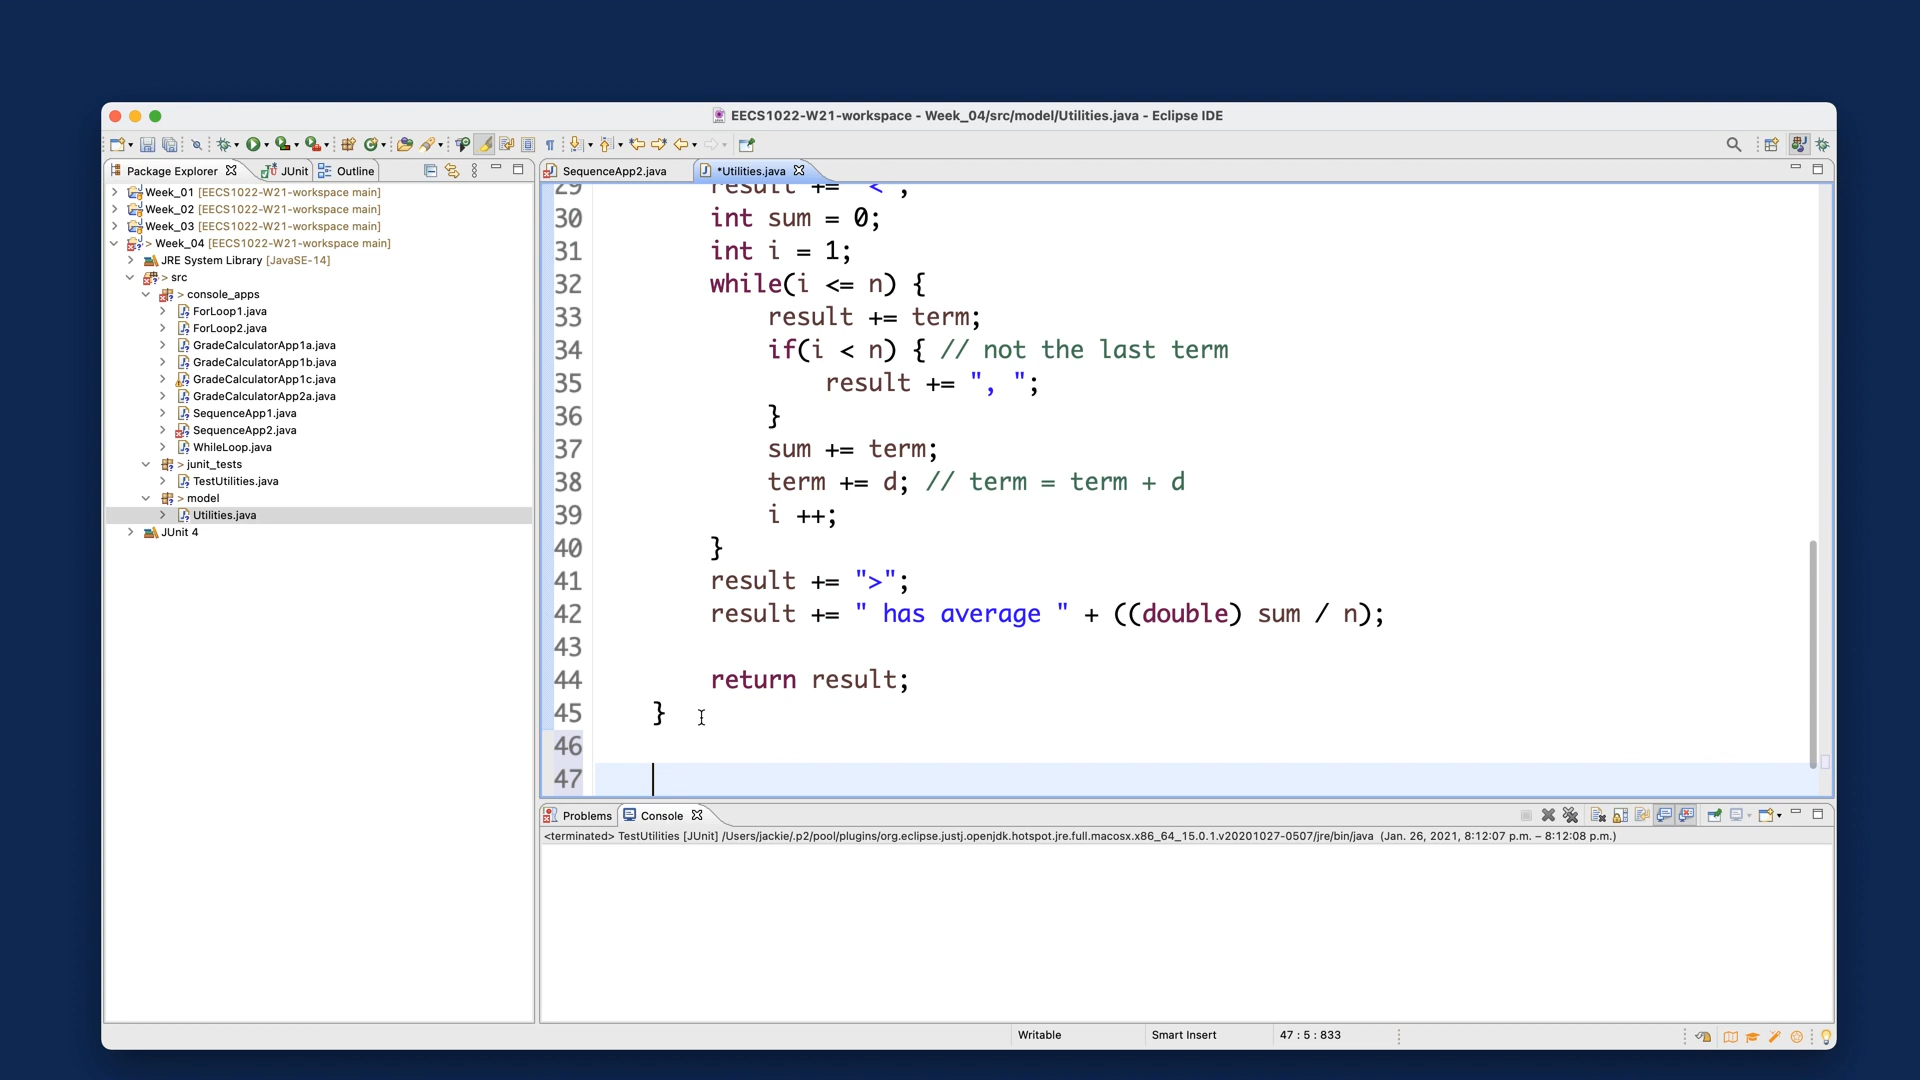 EECS1022-W21-workspace - Week_04/src/model/Utilities.java - Eclipse IDE
Package Explorer
JUnit
Outline
SequenceApp2.java
*Utilities.java
Week_01 [EECS1022-W21-workspace main]
Week_02 [EECS1022-W21-workspace main]
Week_03 [EECS1022-W21-workspace main]
> Week_04 [EECS1022-W21-workspace main]
JRE System Library [JavaSE-14]
> src
> console_apps
ForLoop1.java
ForLoop2.java
GradeCalculatorApp1a.java
GradeCalculatorApp1b.java
GradeCalculatorApp1c.java
GradeCalculatorApp2a.java
SequenceApp1.java
SequenceApp2.java
WhileLoop.java
> junit_tests
TestUtilities.java
> model
Utilities.java
JUnit 4
29 result += "<";
30 int sum = 0;
31 int i = 1;
32 while(i <= n) {
33 result += term;
34 if(i < n) { // not the last term
35 result += ", ";
36 }
37 sum += term;
38 term += d; // term = term + d
39 i ++;
40 }
41 result += ">";
42 result += " has average " + ((double) sum / n);
43
44 return result;
45 }
46
47
Problems
Console
<terminated> TestUtilities [JUnit] /Users/jackie/.p2/pool/plugins/org.eclipse.justj.openjdk.hotspot.jre.full.macosx.x86_64_15.0.1.v20201027-0507/jre/bin/java (Jan. 26, 2021, 8:12:07 p.m. – 8:12:08 p.m.)
Writable
Smart Insert
47 : 5 : 833